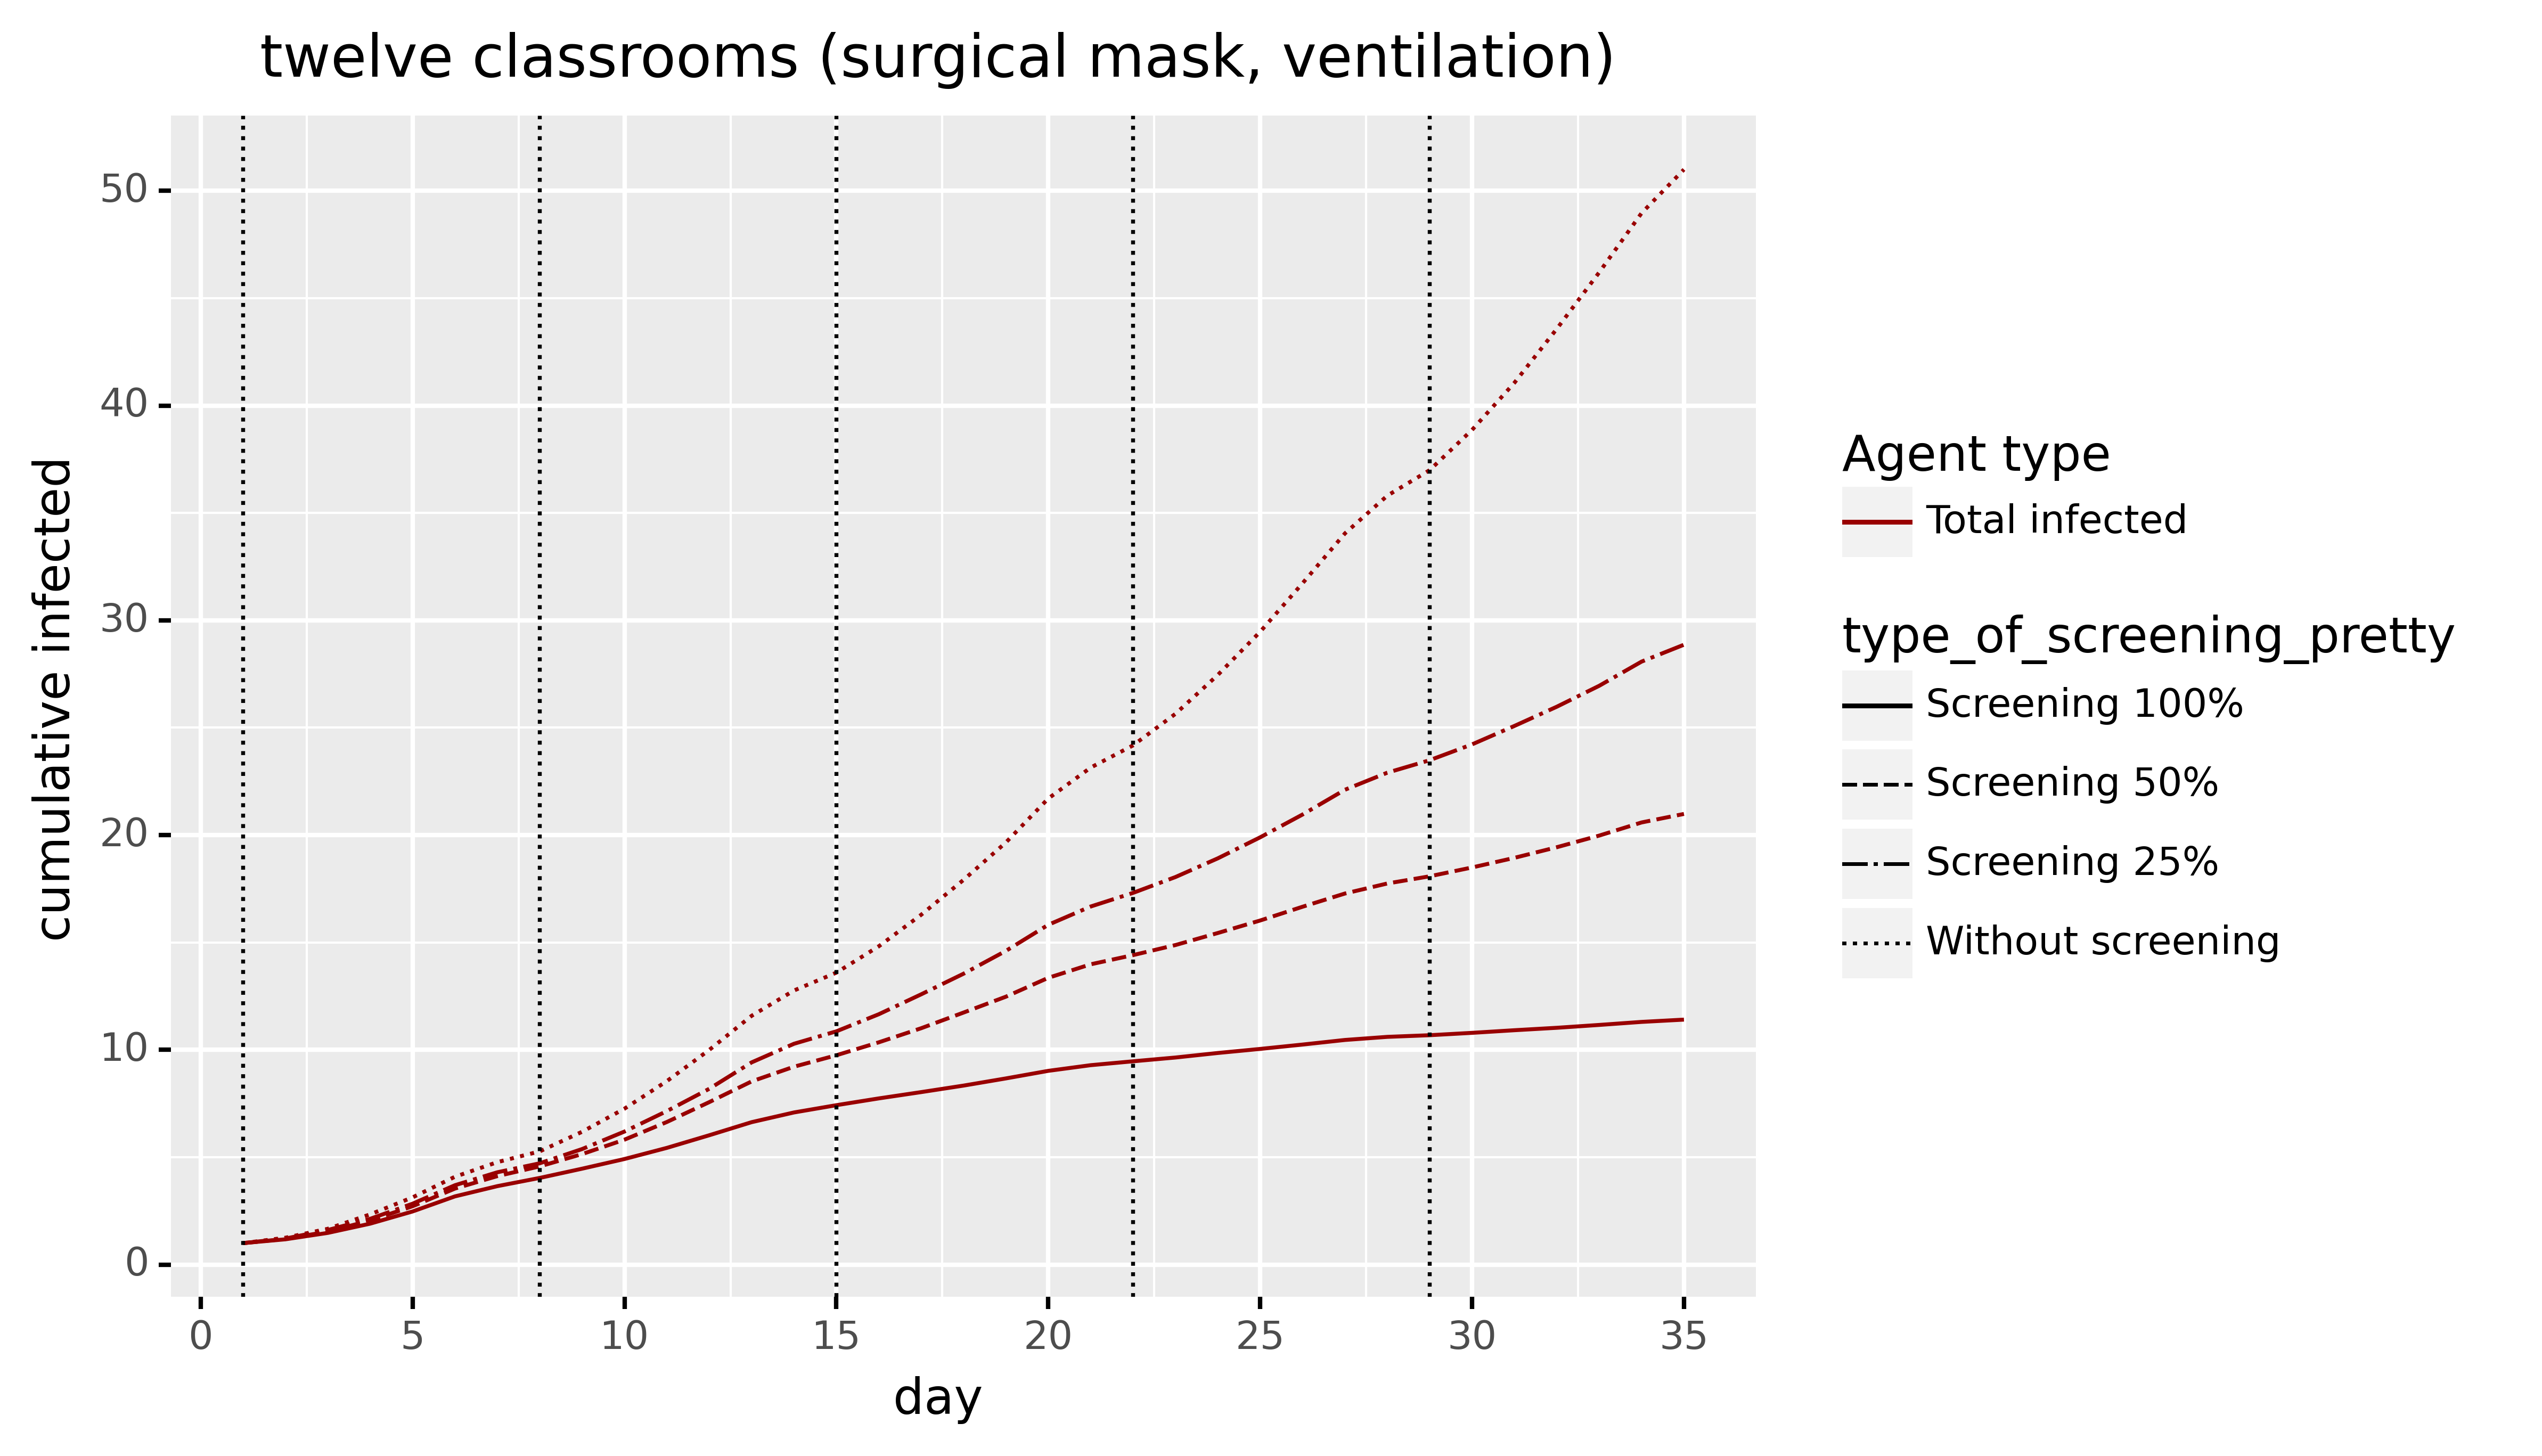 twelve classrooms (surgical mask, ventilation)
cumulative infected
50
40
30
20
10
0
0 5 10 15 20 25 30 35
day
Agent type
Total infected
type_of_screening_pretty
Screening 100%
Screening 50%
Screening 25%
Without screening